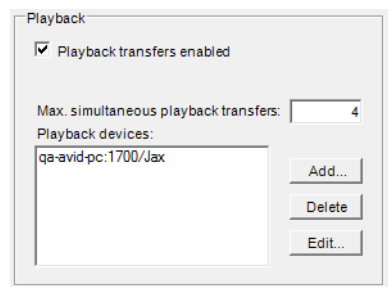 Playback
Playback transfers enabled
Max. simultaneous playback transfers: 4
Playback devices:
qa-avid-pc:1700/Jax
Add...
Delete
Edit...